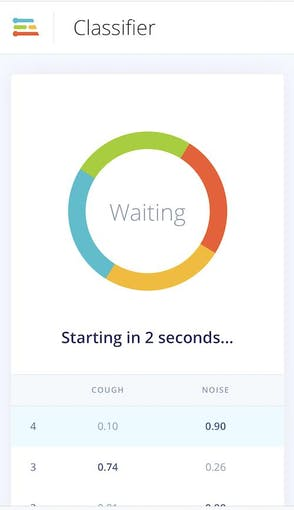 Classifier
Waiting
Starting in 2 seconds...
COUGH NOISE
4 0.10 0.90
3 0.74 0.26